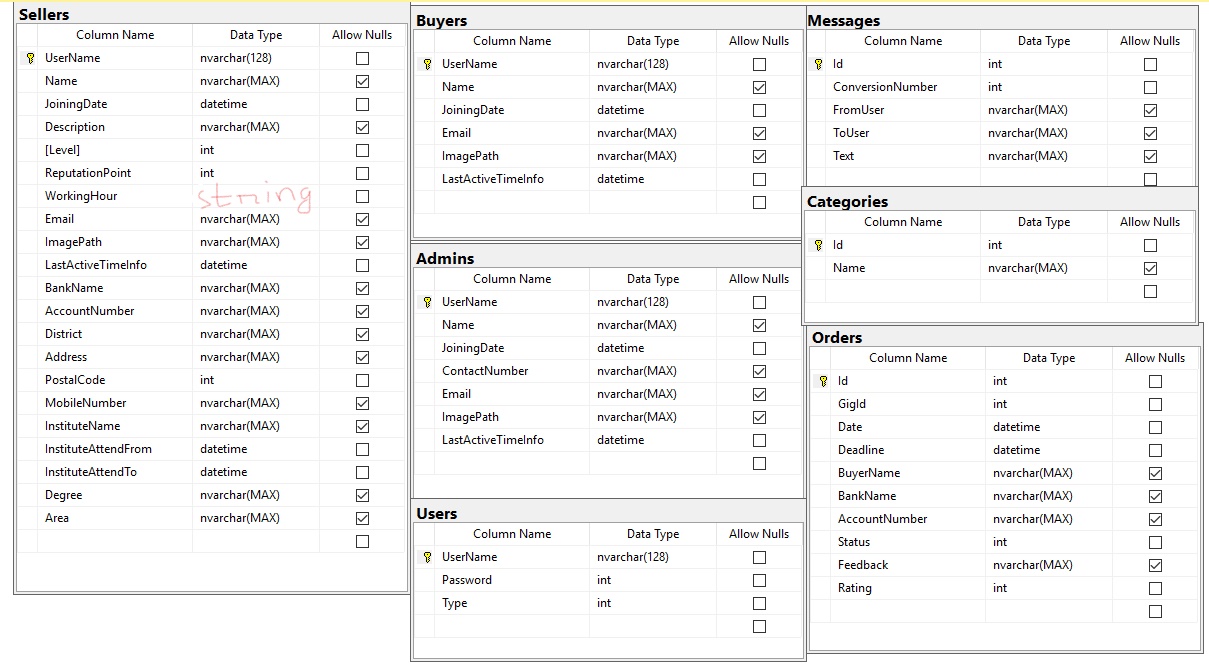 Sellers
Column Name Data Type Allow Nulls
UserName nvarchar(128)
Name nvarchar(MAX)
JoiningDate datetime
Description nvarchar(MAX)
[Level] int
ReputationPoint int
WorkingHour string
Email nvarchar(MAX)
ImagePath nvarchar(MAX)
LastActiveTimeInfo datetime
BankName nvarchar(MAX)
AccountNumber nvarchar(MAX)
District nvarchar(MAX)
Address nvarchar(MAX)
PostalCode int
MobileNumber nvarchar(MAX)
InstituteName nvarchar(MAX)
InstituteAttendFrom datetime
InstituteAttendTo datetime
Degree nvarchar(MAX)
Area nvarchar(MAX)
Buyers
Column Name Data Type Allow Nulls
UserName nvarchar(128)
Name nvarchar(MAX)
JoiningDate datetime
Email nvarchar(MAX)
ImagePath nvarchar(MAX)
LastActiveTimeInfo datetime
Admins
Column Name Data Type Allow Nulls
UserName nvarchar(128)
Name nvarchar(MAX)
JoiningDate datetime
ContactNumber nvarchar(MAX)
Email nvarchar(MAX)
ImagePath nvarchar(MAX)
LastActiveTimeInfo datetime
Users
Column Name Data Type Allow Nulls
UserName nvarchar(128)
Password int
Type int
Messages
Column Name Data Type Allow Nulls
Id int
ConversionNumber int
FromUser nvarchar(MAX)
ToUser nvarchar(MAX)
Text nvarchar(MAX)
Categories
Column Name Data Type Allow Nulls
Id int
Name nvarchar(MAX)
Orders
Column Name Data Type Allow Nulls
Id int
GigId int
Date datetime
Deadline datetime
BuyerName nvarchar(MAX)
BankName nvarchar(MAX)
AccountNumber nvarchar(MAX)
Status int
Feedback nvarchar(MAX)
Rating int